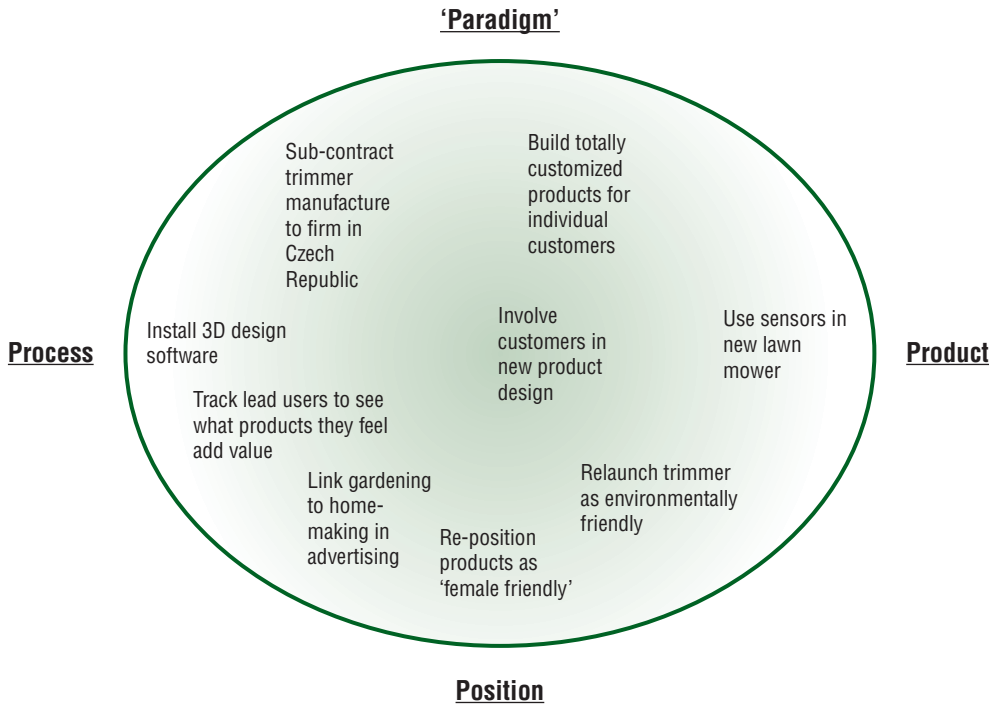 ‘Paradigm’
Sub-contract
trimmer
manufacture
to firm in
Czech
Republic
Build totally
customized
products for
individual
customers
Process
Install 3D design
software
Involve
customers in
new product
design
Use sensors in
new lawn
mower
Product
Track lead users to see
what products they feel
add value
Link gardening
to home-
making in
advertising
Re-position
products as
‘female friendly’
Relaunch trimmer
as environmentally
friendly
Position